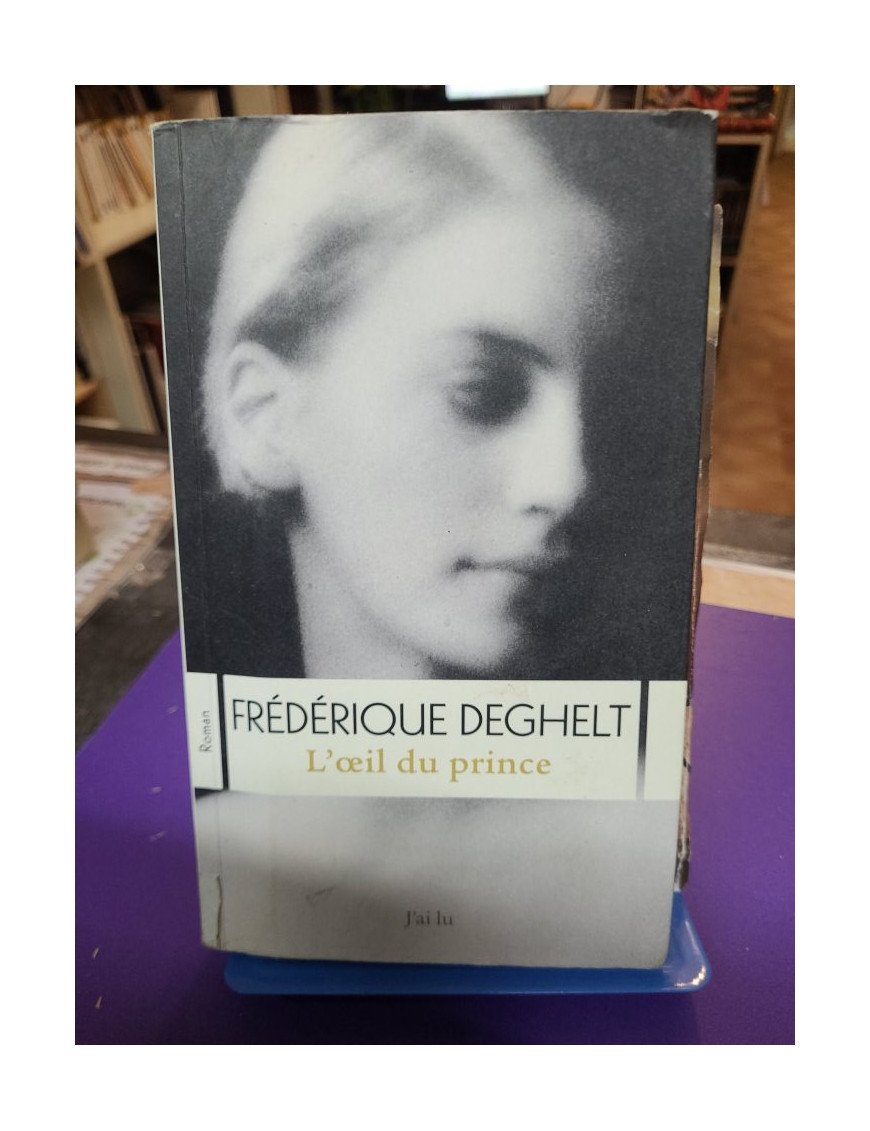 Roman
FRÉDÉRIQUE DEGHELT
L'œil du prince
J'ai lu